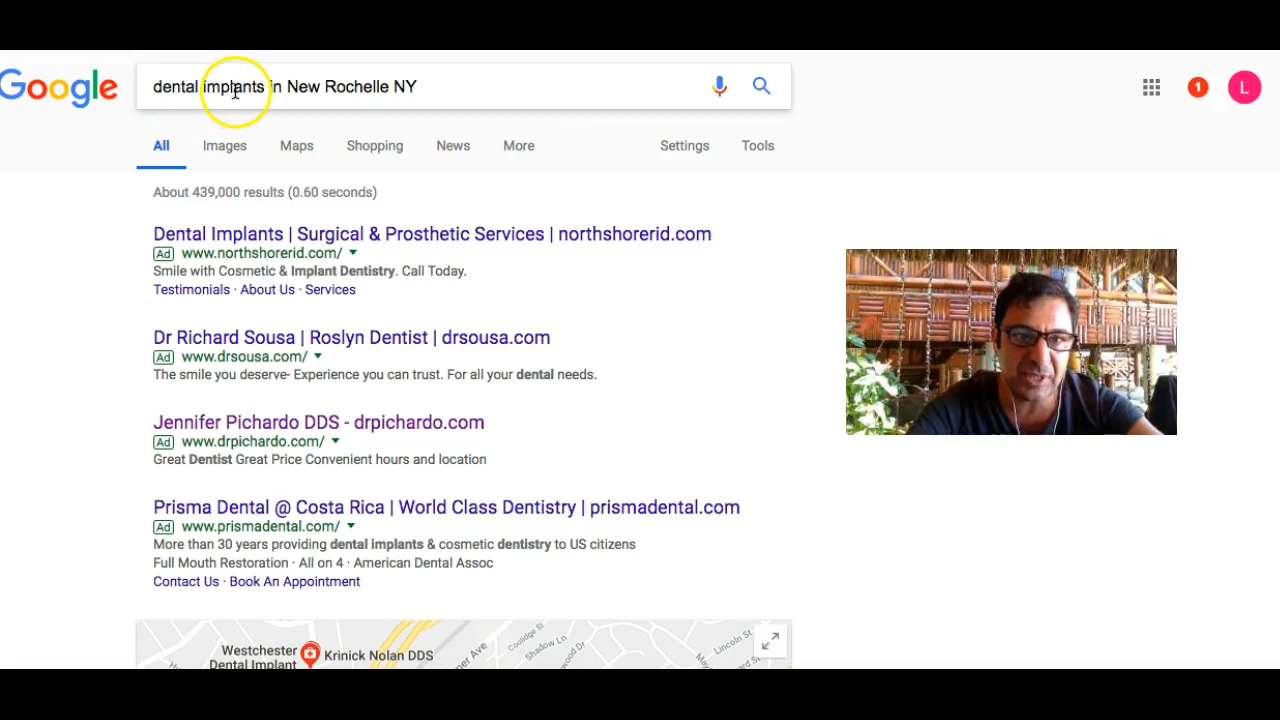 Google
dental implants in New Rochelle NY
1
L
All Images Maps Shopping News More Settings Tools
About 439,000 results (0.60 seconds)
Dental Implants | Surgical & Prosthetic Services | northshorerid.com
Ad www.northshorerid.com/
Smile with Cosmetic & Implant Dentistry. Call Today.
Testimonials · About Us · Services
Dr Richard Sousa | Roslyn Dentist | drsousa.com
Ad www.drsousa.com/
The smile you deserve- Experience you can trust. For all your dental needs.
Jennifer Pichardo DDS - drpichardo.com
Ad www.drpichardo.com/
Great Dentist Great Price Convenient hours and location
Prisma Dental @ Costa Rica | World Class Dentistry | prismadental.com
Ad www.prismadental.com/
More than 30 years providing dental implants & cosmetic dentistry to US citizens
Full Mouth Restoration · All on 4 · American Dental Assoc
Contact Us · Book An Appointment
Westchester
Dental Implant
Krinick Nolan DDS
Coolidge St
Shadow Ln
Lincoln St